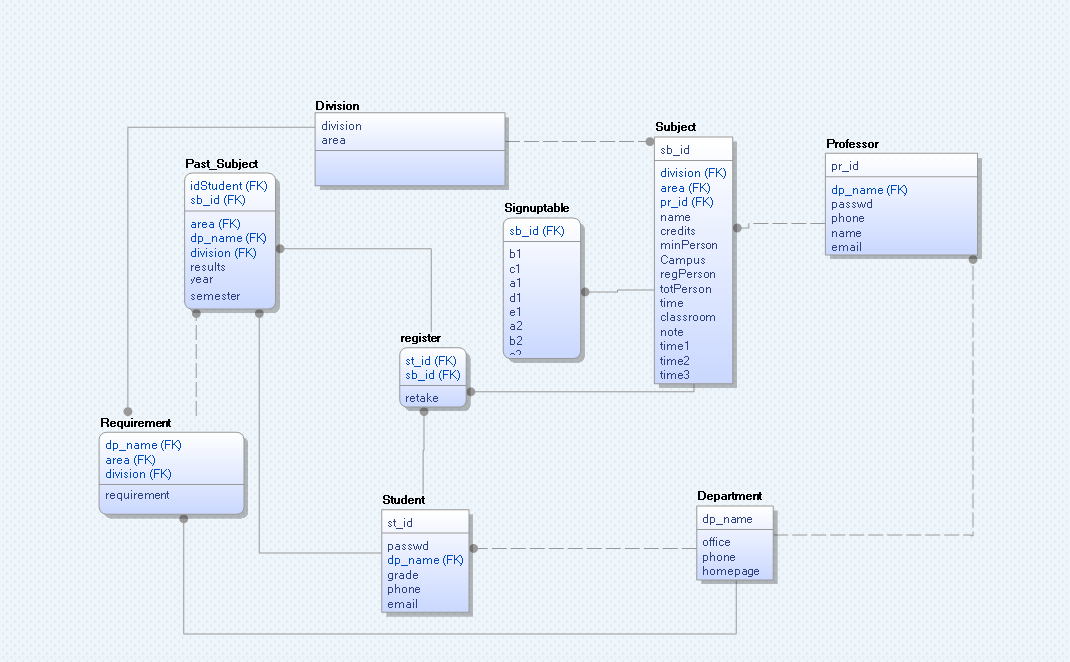 Division
division
area
Past_Subject
idStudent (FK)
sb_id (FK)
area (FK)
dp_name (FK)
division (FK)
results
year
semester
Signuptable
sb_id (FK)
b1
c1
a1
d1
e1
a2
b2
Subject
sb_id
division (FK)
area (FK)
pr_id (FK)
name
credits
minPerson
Campus
regPerson
totPerson
time
classroom
note
time1
time2
time3
Professor
pr_id
dp_name (FK)
passwd
phone
name
email
register
st_id (FK)
sb_id (FK)
retake
Requirement
dp_name (FK)
area (FK)
division (FK)
requirement
Student
st_id
passwd
dp_name (FK)
grade
phone
email
Department
dp_name
office
phone
homepage